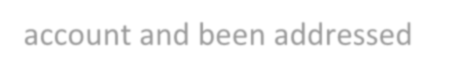 account and been addressed